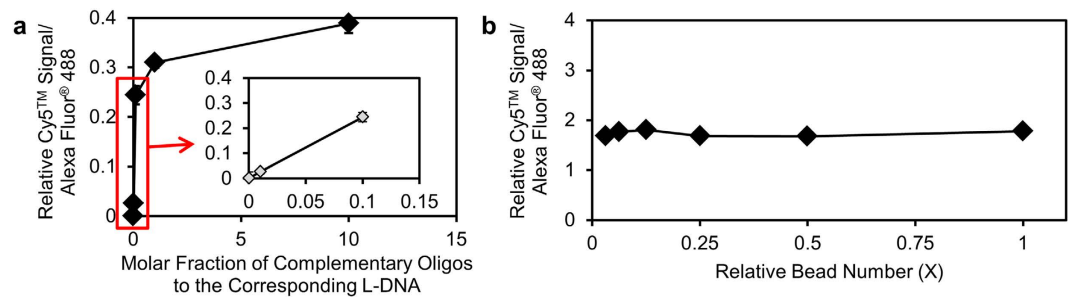 a
Relative Cy5™ Signal/
Alexa Fluor® 488
0.4
0.3
0.2
0.1
0
0 5 10 15
0.4
0.3
0.2
0.1
0
0 0.05 0.1 0.15
Molar Fraction of Complementary Oligos
to the Corresponding L-DNA
b
Relative Cy5™ Signal/
Alexa Fluor® 488
4
3
2
1
0
0 0.25 0.5 0.75 1
Relative Bead Number (X)